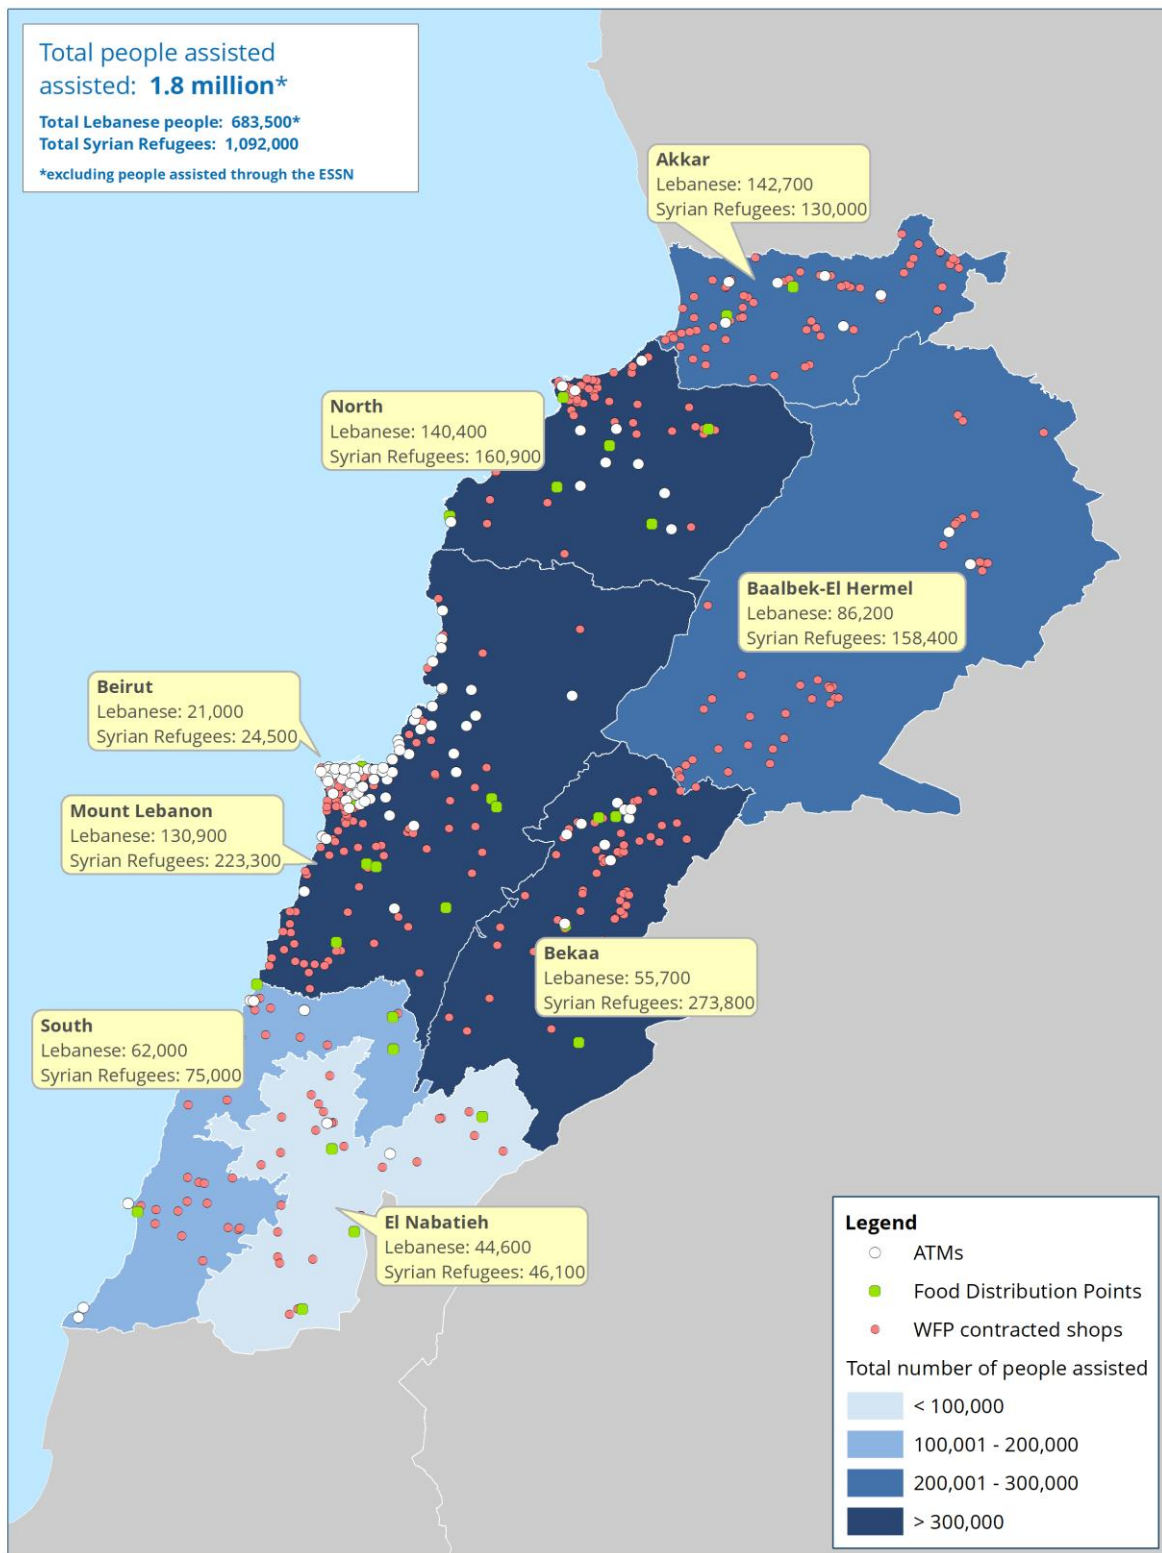 Total people assisted
assisted: 1.8 million*
Total Lebanese people: 683,500*
Total Syrian Refugees: 1,092,000
*excluding people assisted through the ESSN
Akkar
Lebanese: 142,700
Syrian Refugees: 130,000
North
Lebanese: 140,400
Syrian Refugees: 160,900
Baalbek-El Hermel
Lebanese: 86,200
Syrian Refugees: 158,400
Beirut
Lebanese: 21,000
Syrian Refugees: 24,500
Mount Lebanon
Lebanese: 130,900
Syrian Refugees: 223,300
Bekaa
Lebanese: 55,700
Syrian Refugees: 273,800
South
Lebanese: 62,000
Syrian Refugees: 75,000
El Nabatieh
Lebanese: 44,600
Syrian Refugees: 46,100
Legend
ATMs
Food Distribution Points
WFP contracted shops
Total number of people assisted
< 100,000
100,001 - 200,000
200,001 - 300,000
> 300,000